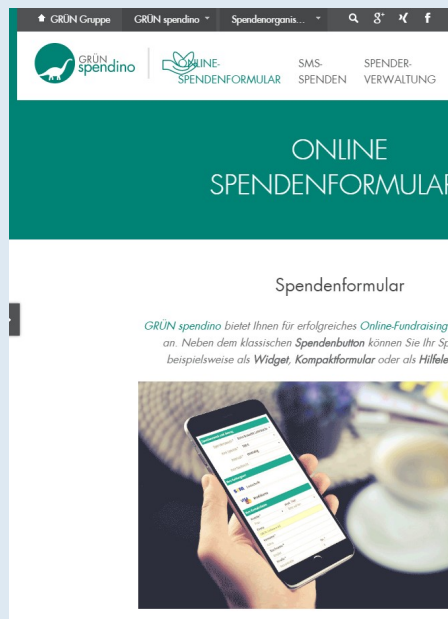 GRÜN Gruppe GRÜN spendino Spendenorganis...
GRÜN
spendino
ONLINE-
SPENDENFORMULAR
SMS-
SPENDEN
SPENDER-
VERWALTUNG
ONLINE
SPENDENFORMULAR
Spendenformular
GRÜN spendino bietet Ihnen für erfolgreiches Online-Fundraising
an. Neben dem klassischen Spendenbutton können Sie Ihr Sp
beispielsweise als Widget, Kompaktformular oder als Hilfele